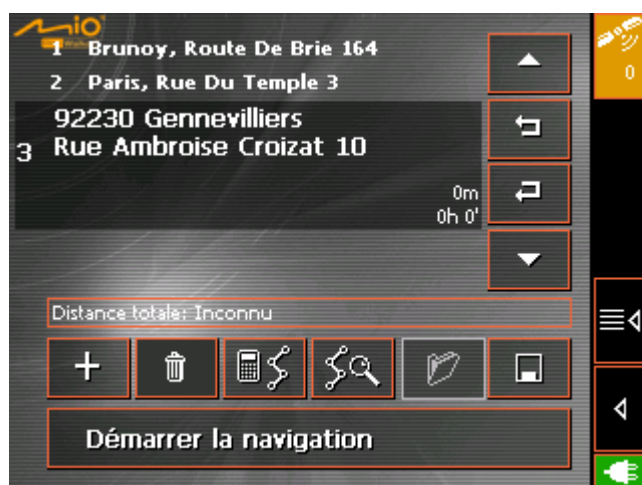 Mio
1 Brunoy, Route De Brie 164
2 Paris, Rue Du Temple 3
92230 Gennevilliers
3 Rue Ambroise Croizat 10
0m
0h 0'
0
Distance totale: Inconnu
Démarrer la navigation